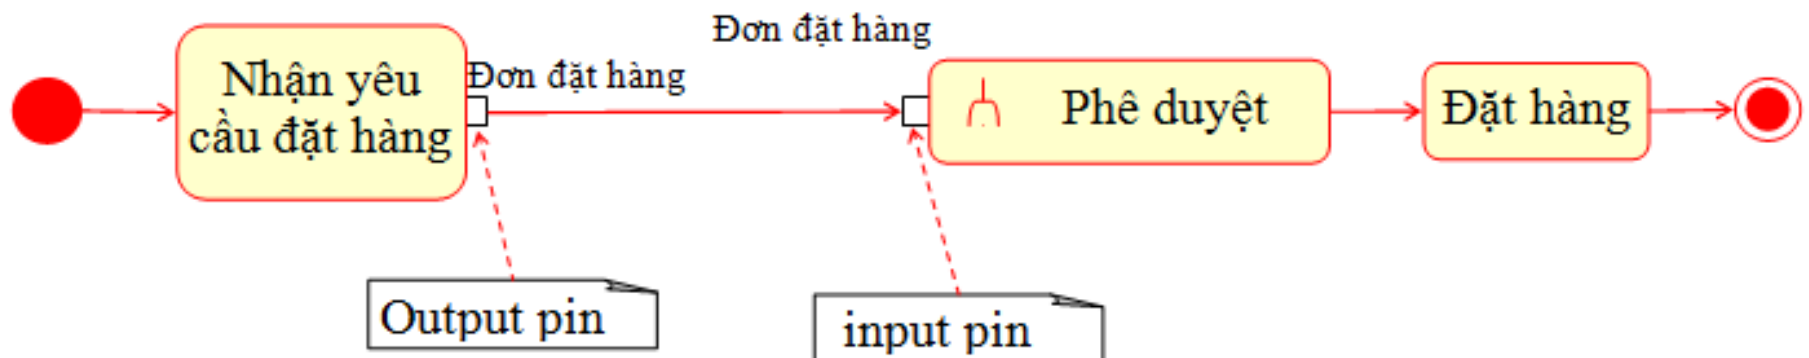 Đơn đặt hàng
Nhận yêu
cầu đặt hàng
Đơn đặt hàng
Phê duyệt
Đặt hàng
Output pin
input pin